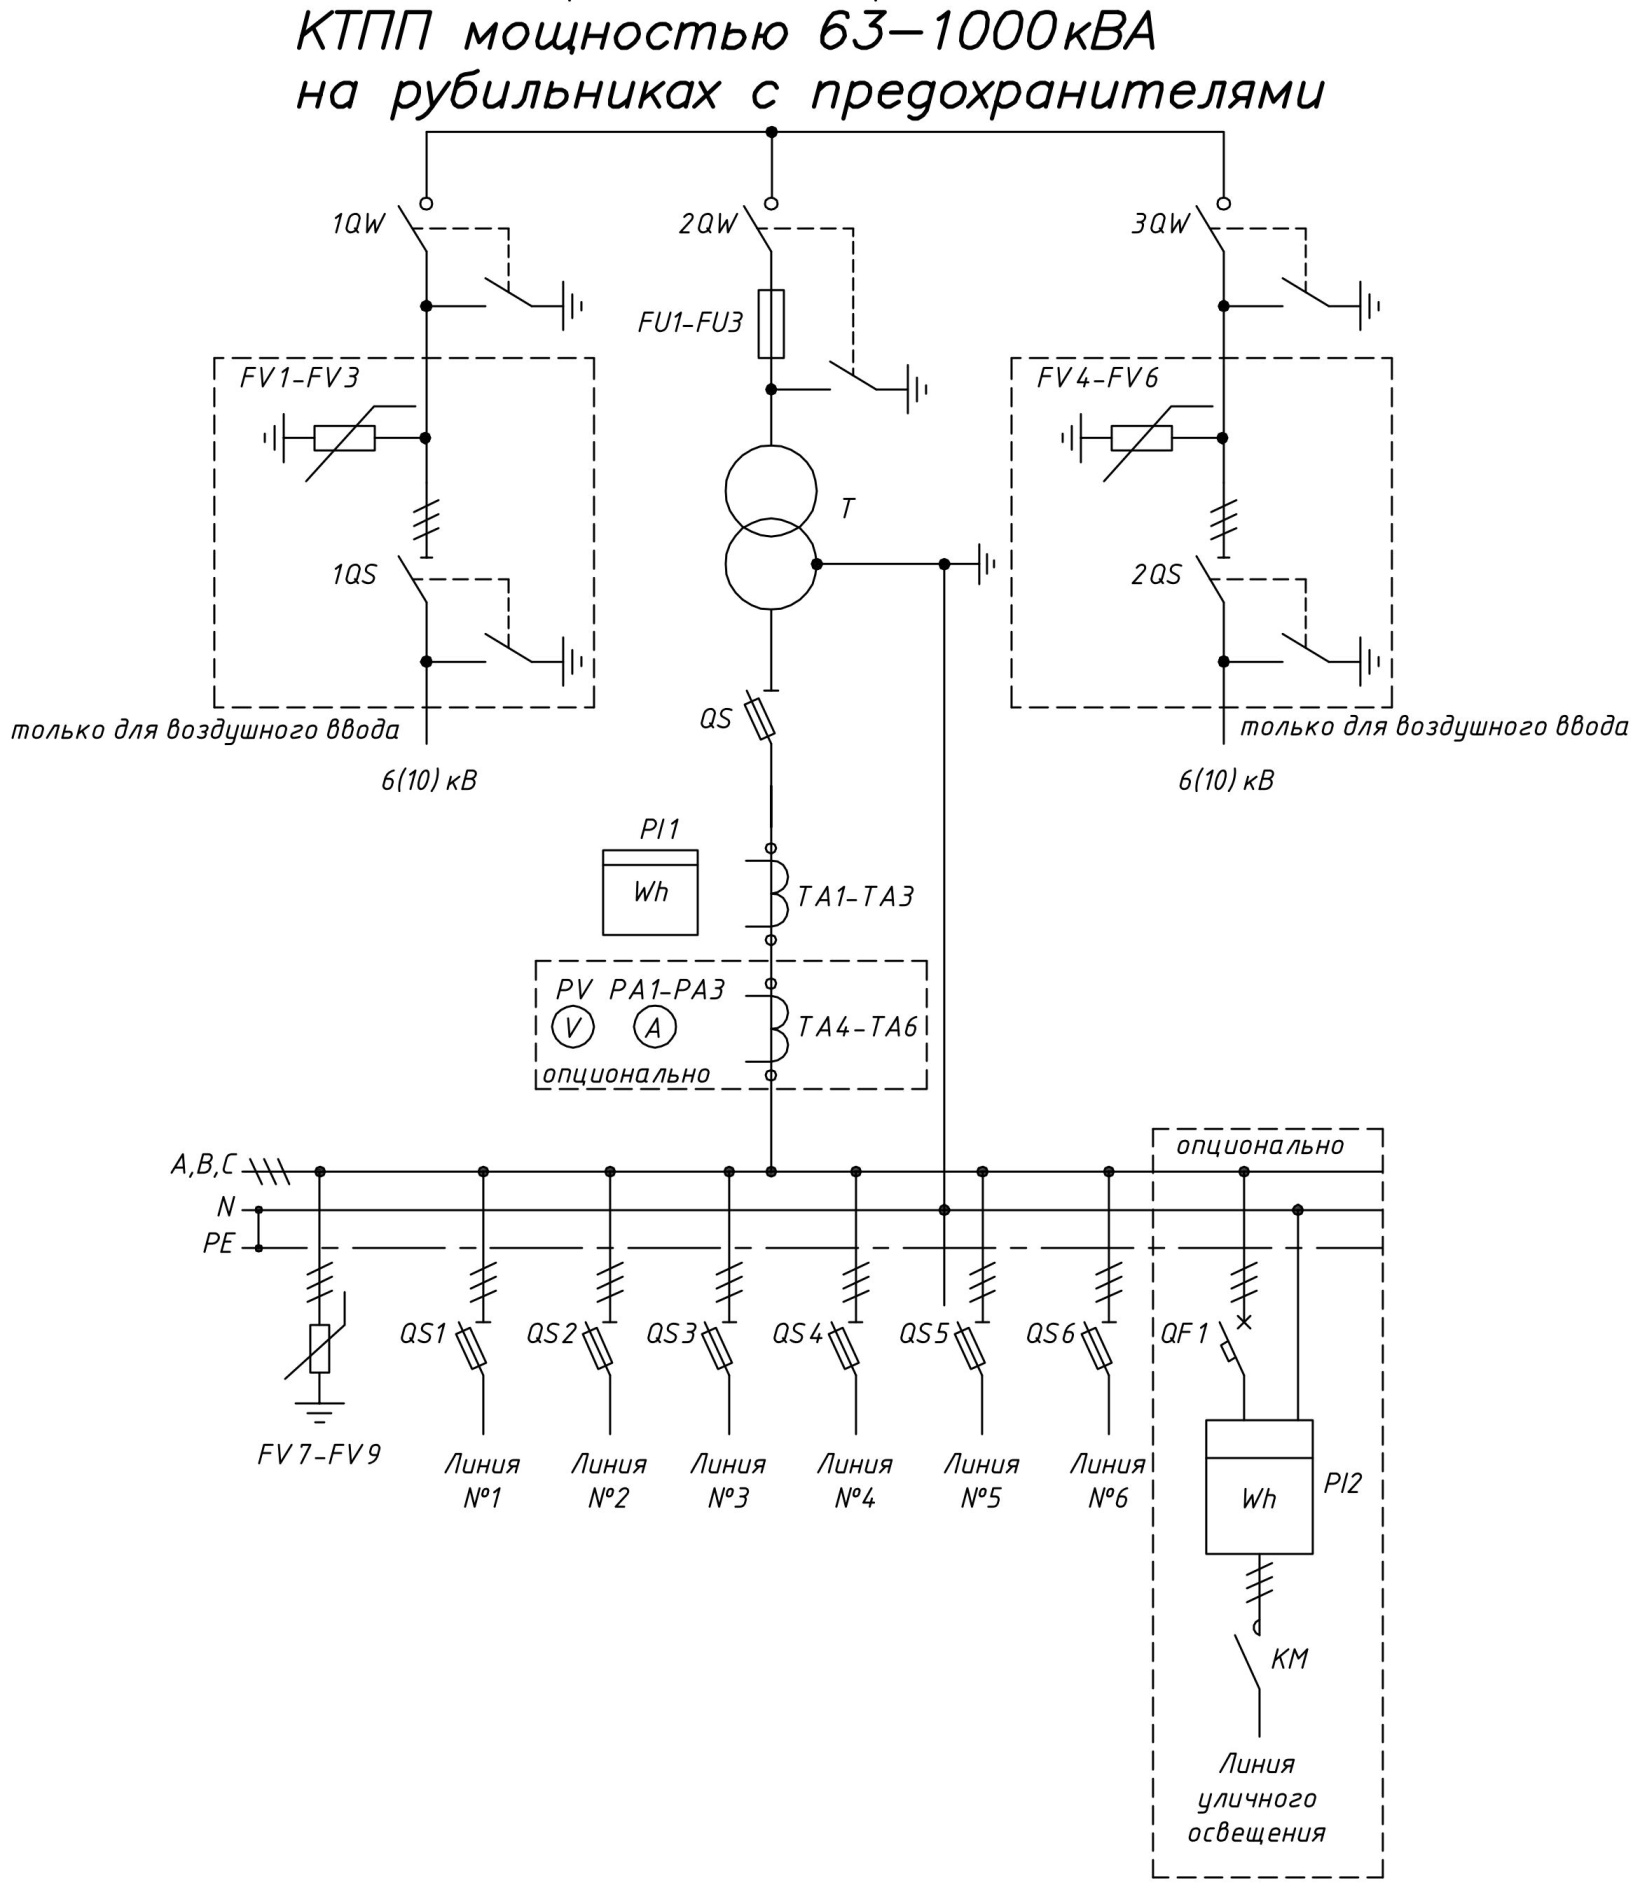 КТПП мощностью 63-1000кВА
на рубильниках с предохранителями
1QW
2QW
3QW
FU1-FU3
FV1-FV3
FV4-FV6
T
1QS
2QS
QS
только для воздушного ввода
только для воздушного ввода
6(10) кВ
6(10) кВ
PI1
Wh
TA1-TA3
PV PA1-PA3
V A
TA4-TA6
опционально
опционально
A,B,C
N
PE
QS1
QS2
QS3
QS4
QS5
QS6
QF1
FV7-FV9
Линия
№1
Линия
№2
Линия
№3
Линия
№4
Линия
№5
Линия
№6
Wh
PI2
KM
Линия
уличного
освещения